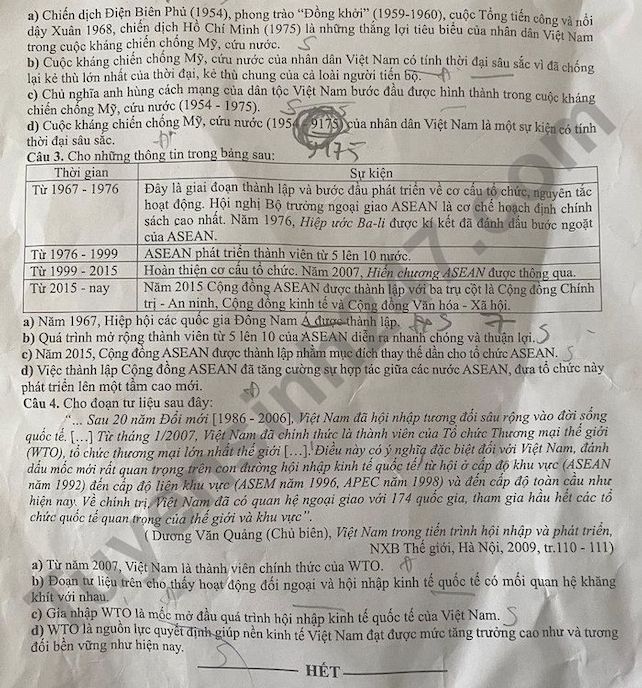 a) Chiến dịch Điện Biên Phủ (1954), phong trào “Đồng khởi” (1959-1960), cuộc Tổng tiến công và nổi
dậy Xuân 1968, chiến dịch Hồ Chí Minh (1975) là những thắng lợi tiêu biểu của nhân dân Việt Nam
trong cuộc kháng chiến chống Mỹ, cứu nước. S
b) Cuộc kháng chiến chống Mỹ, cứu nước của nhân dân Việt Nam có tính thời đại sâu sắc vì đã chống
lại kẻ thù lớn nhất của thời đại, kẻ thù chung của cả loài người tiến bộ.
c) Chủ nghĩa anh hùng cách mạng của dân tộc Việt Nam bước đầu được hình thành trong cuộc kháng
chiến chống Mỹ, cứu nước (1954 - 1975).
d) Cuộc kháng chiến chống Mỹ, cứu nước (1954 - 9175) của nhân dân Việt Nam là một sự kiện có tính
thời đại sâu sắc. Đ 9175
Câu 3. Cho những thông tin trong bảng sau:
Thời gian Sự kiện
Từ 1967 - 1976 Đây là giai đoạn thành lập và bước đầu phát triển về cơ cấu tổ chức, nguyên tắc
hoạt động. Hội nghị Bộ trưởng ngoại giao ASEAN là cơ chế hoạch định chính
sách cao nhất. Năm 1976, Hiệp ước Ba-li được kí kết đã đánh dấu bước ngoặt
của ASEAN.
Từ 1976 - 1999 ASEAN phát triển thành viên từ 5 lên 10 nước.
Từ 1999 - 2015 Hoàn thiện cơ cấu tổ chức. Năm 2007, Hiến chương ASEAN được thông qua.
Từ 2015 - nay Năm 2015 Cộng đồng ASEAN được thành lập với ba trụ cột là Cộng đồng Chính
trị - An ninh, Cộng đồng kinh tế và Cộng đồng Văn hóa - Xã hội.
a) Năm 1967, Hiệp hội các quốc gia Đông Nam Á được thành lập.
b) Quá trình mở rộng thành viên từ 5 lên 10 của ASEAN diễn ra nhanh chóng và thuận lợi. S
c) Năm 2015, Cộng đồng ASEAN được thành lập nhằm mục đích thay thế dần cho tổ chức ASEAN. S
d) Việc thành lập Cộng đồng ASEAN đã tăng cường sự hợp tác giữa các nước ASEAN, đưa tổ chức này
phát triển lên một tầm cao mới. Đ
Câu 4. Cho đoạn tư liệu sau đây:
“... Sau 20 năm Đổi mới [1986 - 2006], Việt Nam đã hội nhập tương đối sâu rộng vào đời sống
quốc tế. [...] Từ tháng 1/2007, Việt Nam đã chính thức là thành viên của Tổ chức Thương mại thế giới
(WTO), tổ chức thương mại lớn nhất thế giới [...]. Điều này có ý nghĩa đặc biệt đối với Việt Nam, đánh
dấu mốc mới rất quan trọng trên con đường hội nhập kinh tế quốc tế: từ hội ở cấp độ khu vực (ASEAN
năm 1992) đến cấp độ liên khu vực (ASEM năm 1996, APEC năm 1998) và đến cấp độ toàn cầu như
hiện nay. Về chính trị, Việt Nam đã có quan hệ ngoại giao với 174 quốc gia, tham gia hầu hết các tổ
chức quốc tế quan trọng của thế giới và khu vực”.
( Dương Văn Quảng (Chủ biên), Việt Nam trong tiến trình hội nhập và phát triển,
NXB Thế giới, Hà Nội, 2009, tr.110 - 111)
a) Từ năm 2007, Việt Nam là thành viên chính thức của WTO.
b) Đoạn tư liệu trên cho thấy hoạt động đối ngoại và hội nhập kinh tế quốc tế có mối quan hệ khăng
khít với nhau.
c) Gia nhập WTO là mốc mở đầu quá trình hội nhập kinh tế quốc tế của Việt Nam. S
d) WTO là nguồn lực quyết định giúp nền kinh tế Việt Nam đạt được mức tăng trưởng cao như và tương
đối bền vững như hiện nay. S
HẾT
Tuyensinh247.com